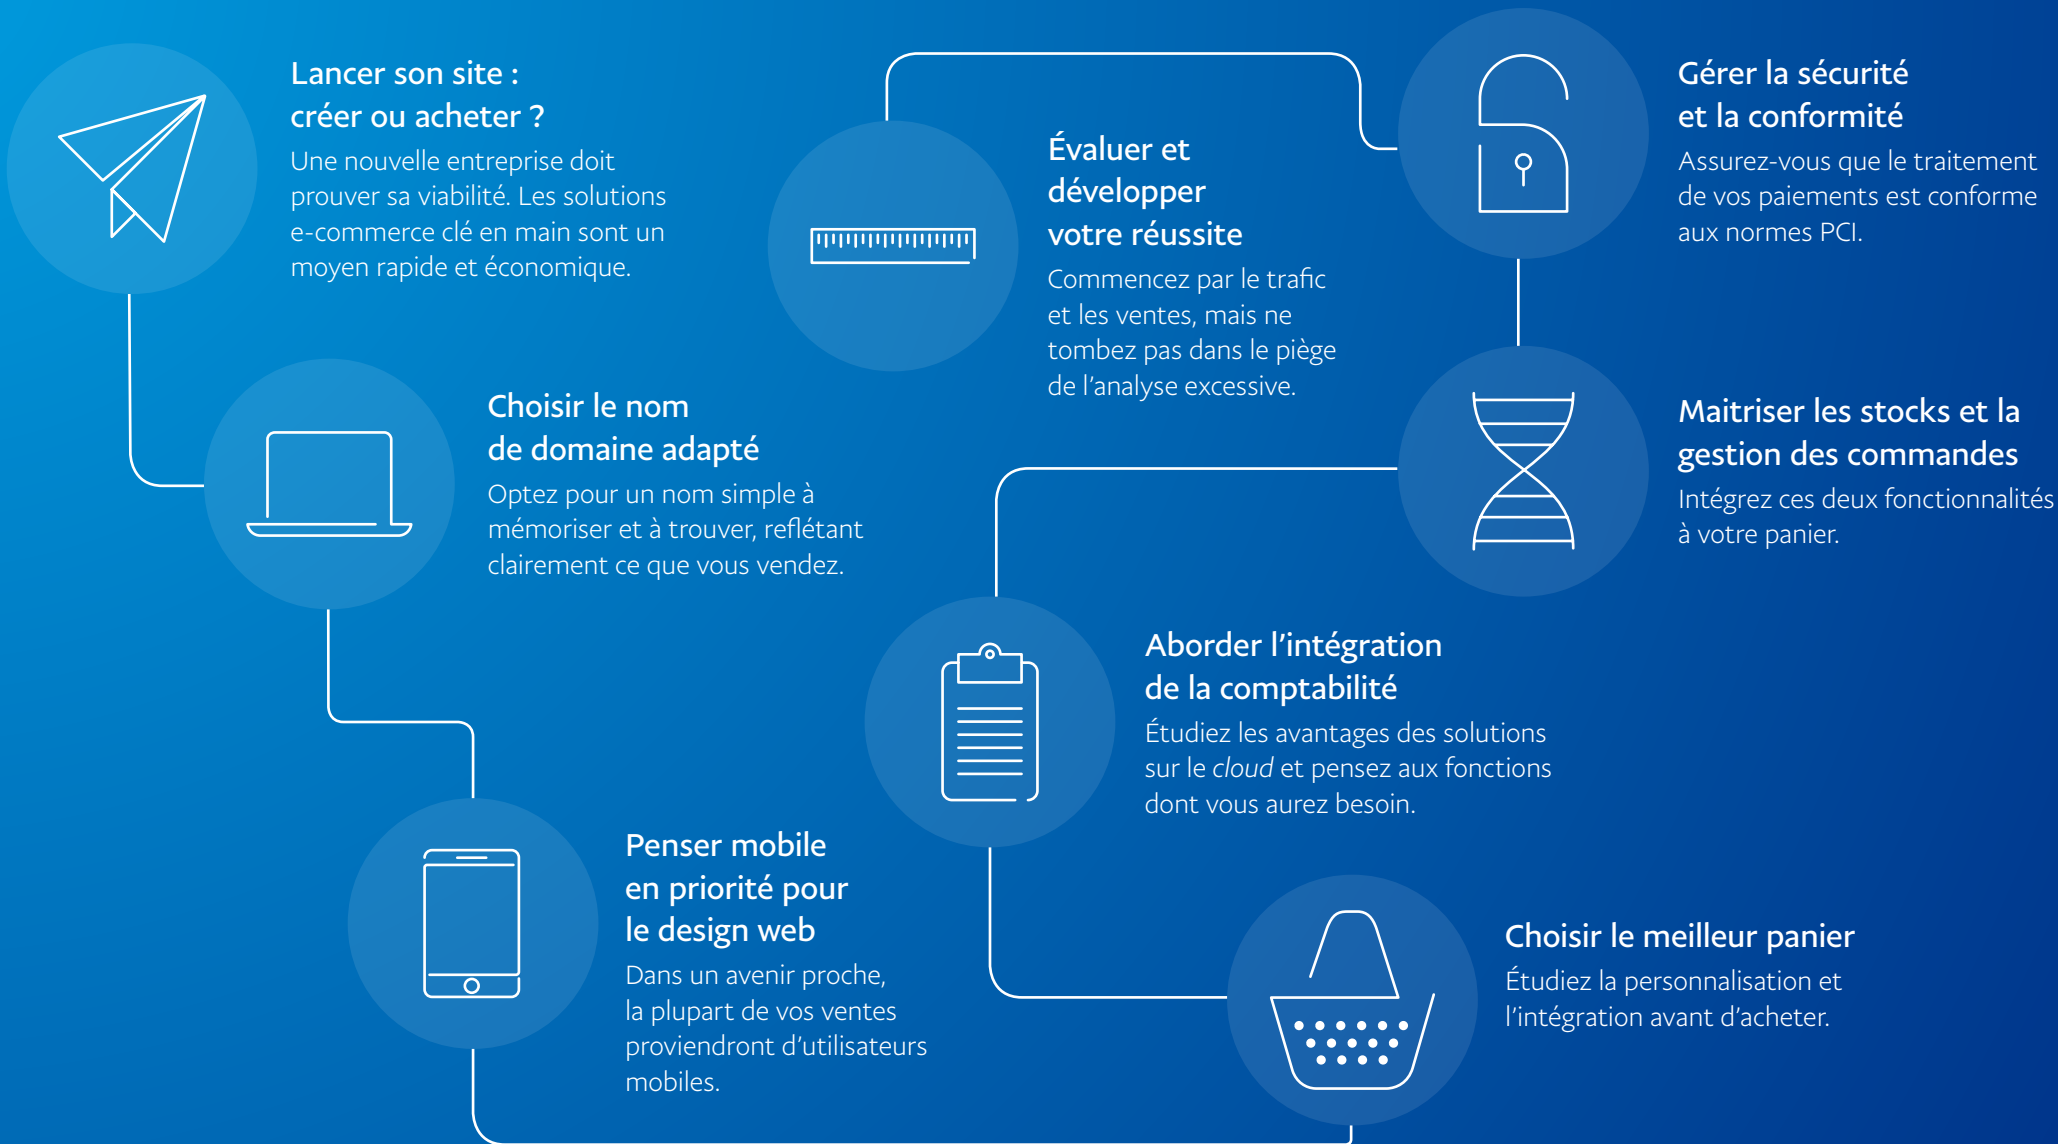 Lancer son site :
créer ou acheter ?
Une nouvelle entreprise doit
prouver sa viabilité. Les solutions
e-commerce clé en main sont un
moyen rapide et économique.
Choisir le nom
de domaine adapté
Optez pour un nom simple à
mémoriser et à trouver, reflétant
clairement ce que vous vendez.
Penser mobile
en priorité pour
le design web
Dans un avenir proche,
la plupart de vos ventes
proviendront d'utilisateurs
mobiles.
Choisir le meilleur panier
Étudiez la personnalisation et
l'intégration avant d'acheter.
Aborder l'intégration
de la comptabilité
Étudiez les avantages des solutions
sur le cloud et pensez aux fonctions
dont vous aurez besoin.
Maitriser les stocks et la
gestion des commandes
Intégrez ces deux fonctionnalités
à votre panier.
Gérer la sécurité
et la conformité
Assurez-vous que le traitement
de vos paiements est conforme
aux normes PCI.
Évaluer et
développer
votre réussite
Commencez par le trafic
et les ventes, mais ne
tombez pas dans le piège
de l'analyse excessive.